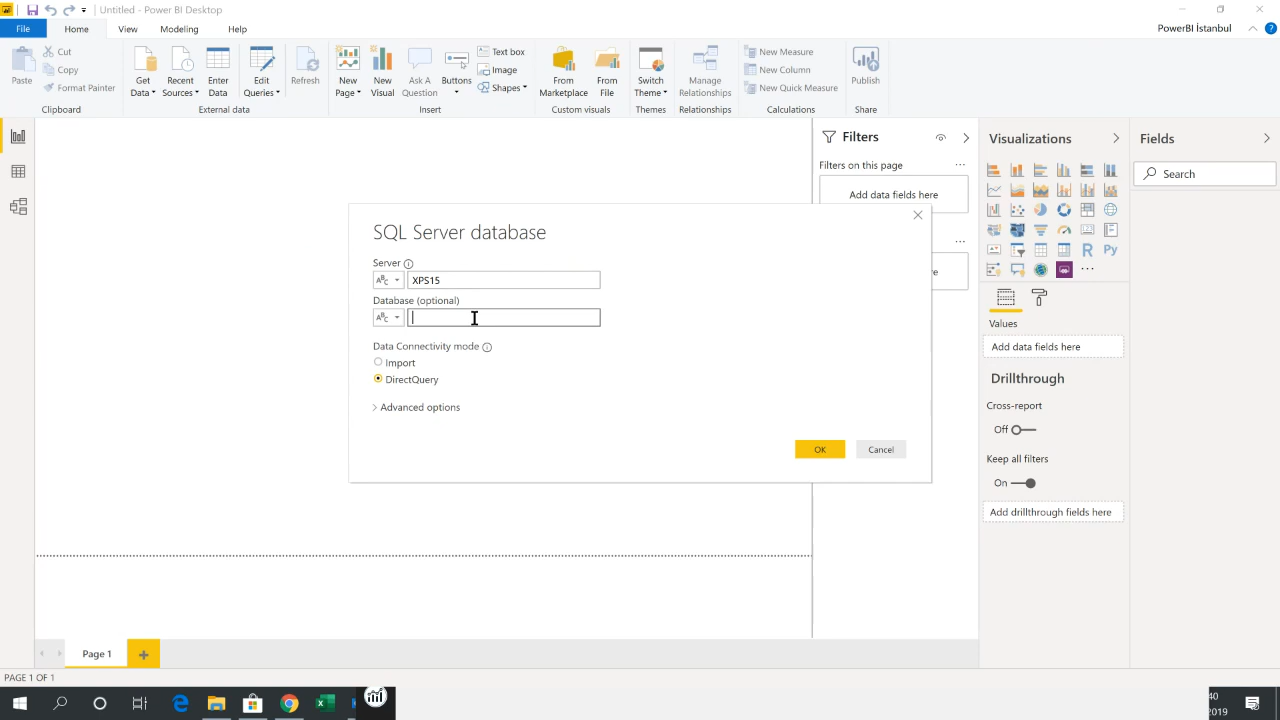 Untitled - Power BI Desktop
File
Home
View
Modeling
Help
PowerBI İstanbul
?
Paste
Cut
Copy
Format Painter
Clipboard
Get Data
Recent Sources
Enter Data
Edit Queries
Refresh
External data
New Page
New Visual
Ask A Question
Buttons
Text box
Image
Shapes
Insert
From Marketplace
From File
Custom visuals
Switch Theme
Themes
Manage Relationships
Relationships
New Measure
New Column
New Quick Measure
Calculations
Publish
Share
Filters
Filters on this page
...
Add data fields here
...
re
Visualizations
R
Py
...
Values
Add data fields here
Drillthrough
Cross-report
Off
Keep all filters
On
Add drillthrough fields here
Fields
Search
SQL Server database
Server
ABC
XPS15
Database (optional)
ABC
Data Connectivity mode
Import
DirectQuery
Advanced options
OK
Cancel
Page 1
PAGE 1 OF 1
40
2019